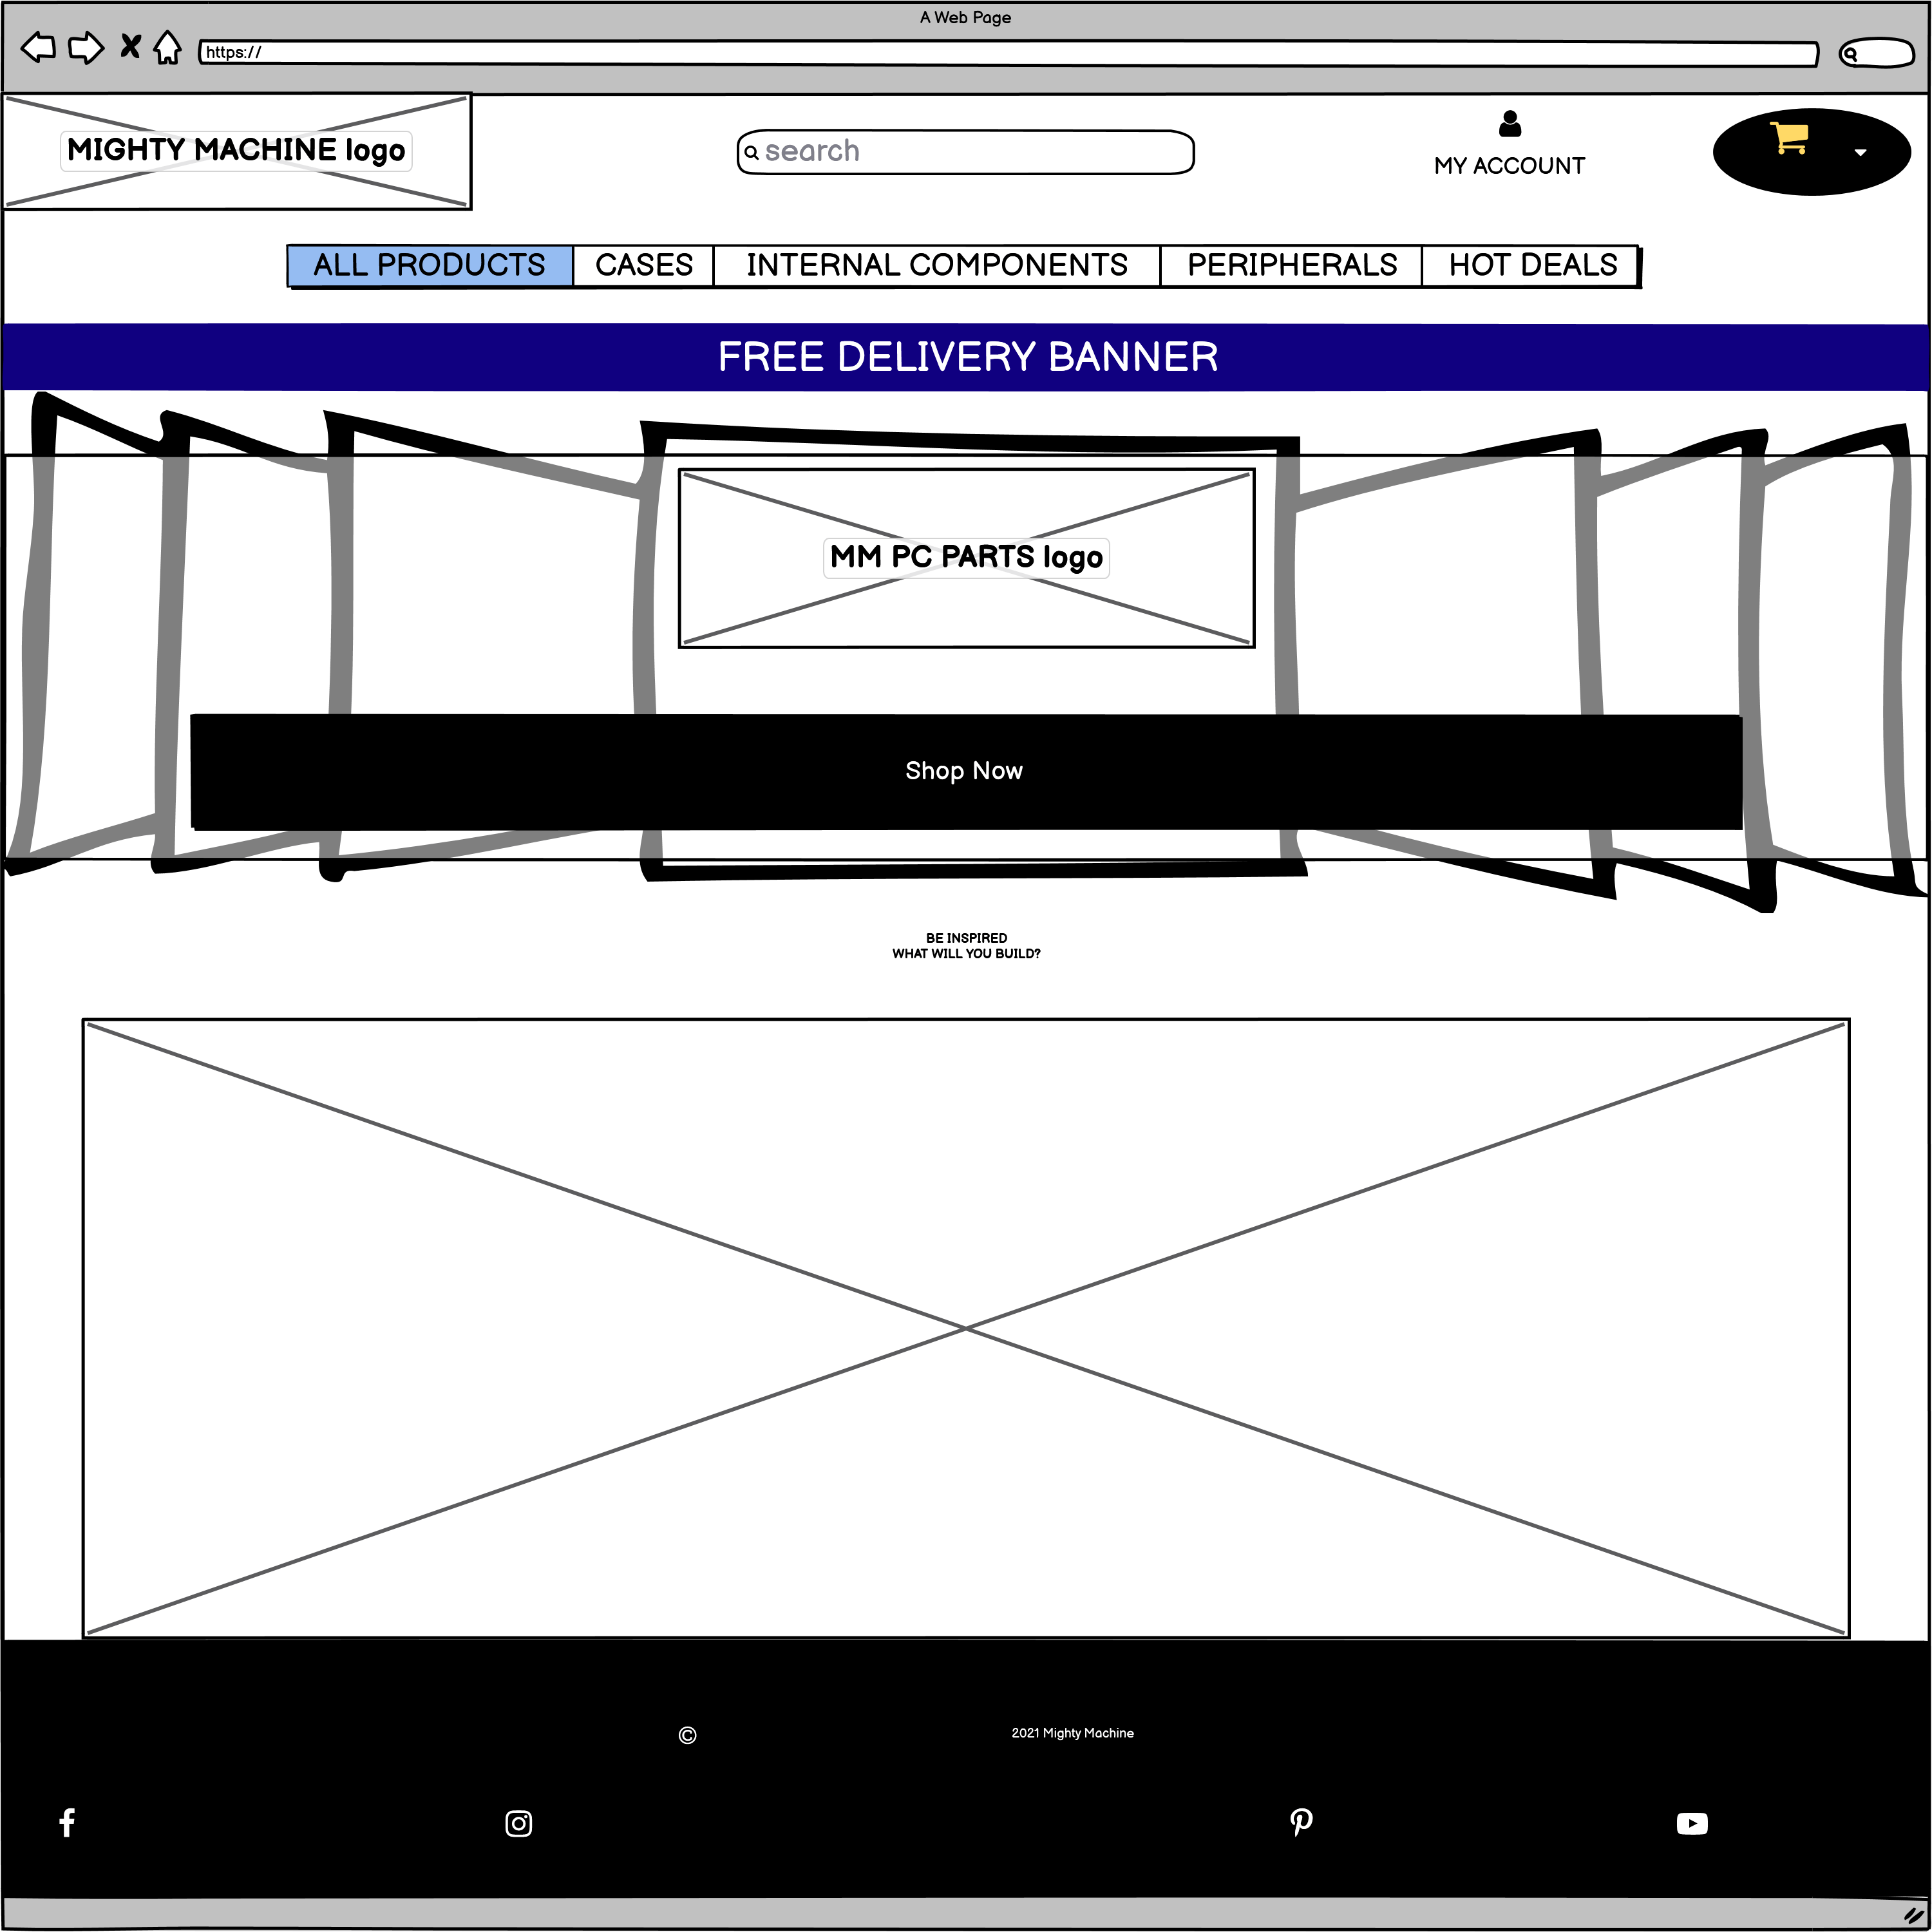 A Web Page
https://
MIGHTY MACHINE logo
search
MY ACCOUNT
ALL PRODUCTS CASES INTERNAL COMPONENTS PERIPHERALS HOT DEALS
FREE DELIVERY BANNER
MM PC PARTS logo
Shop Now
BE INSPIRED
WHAT WILL YOU BUILD?
© 2021 Mighty Machine